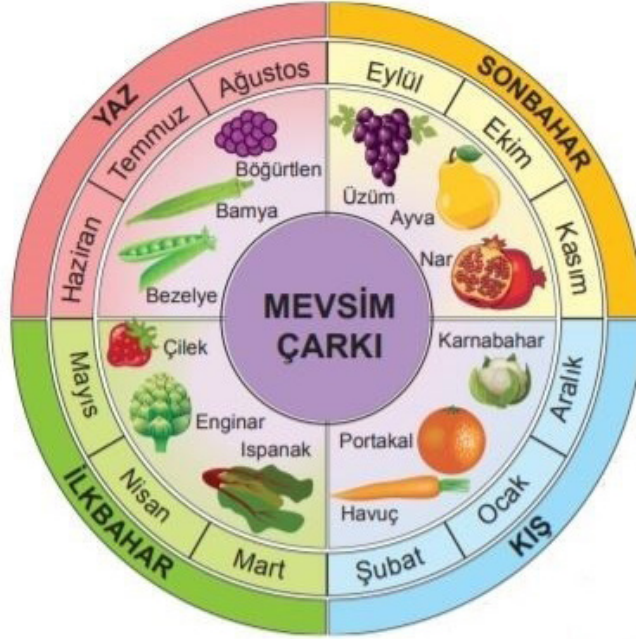 YAZ
SONBAHAR
Ağustos
Eylül
Temmuz
Ekim
Haziran
Kasım
Böğürtlen
Bamya
Bezelye
Üzüm
Ayva
Nar
MEVSİM
ÇARKI
Çilek
Enginar
Ispanak
Karnabahar
Portakal
Havuç
Mayıs
Nisan
Mart
Aralık
Ocak
Şubat
İLKBAHAR
KIŞ